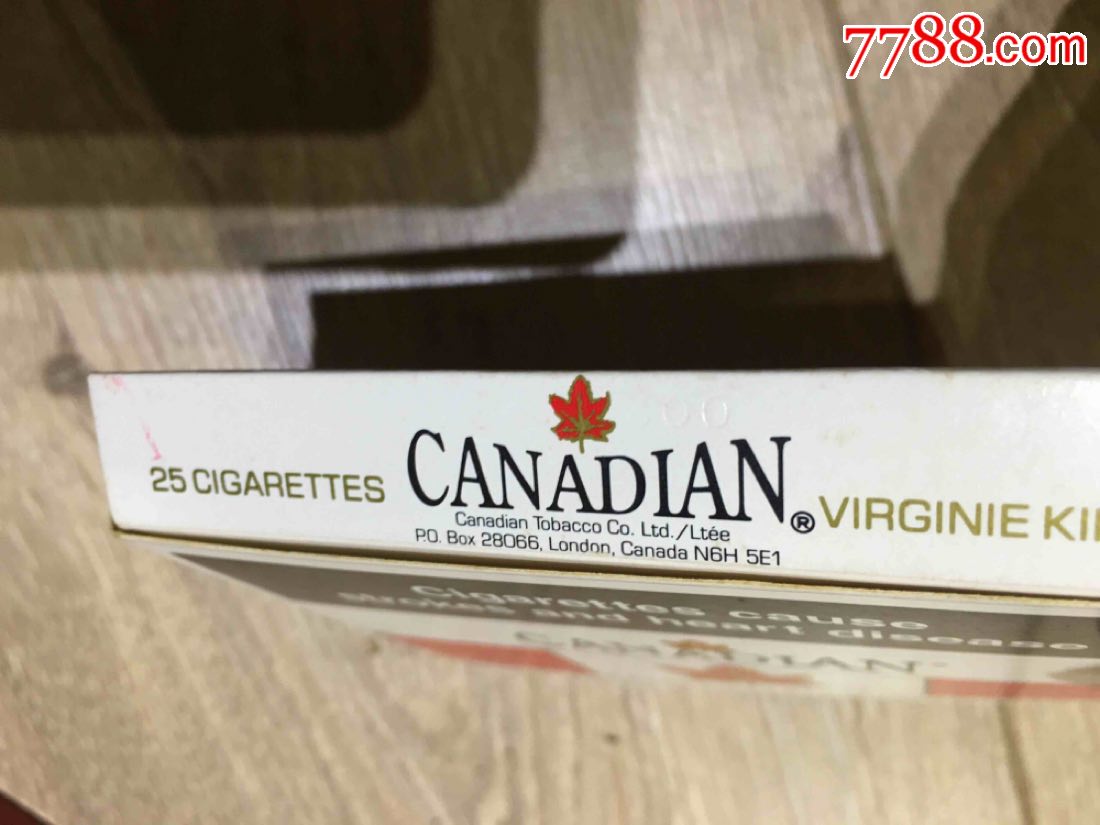 7788.com
25 CIGARETTES
CANADIAN®
VIRGINIE
Canadian Tobacco Co. Ltd./Ltée
P.O. Box 28066, London, Canada N6H 5E1
Cigarettes cause
strokes and heart disease
CANADIAN